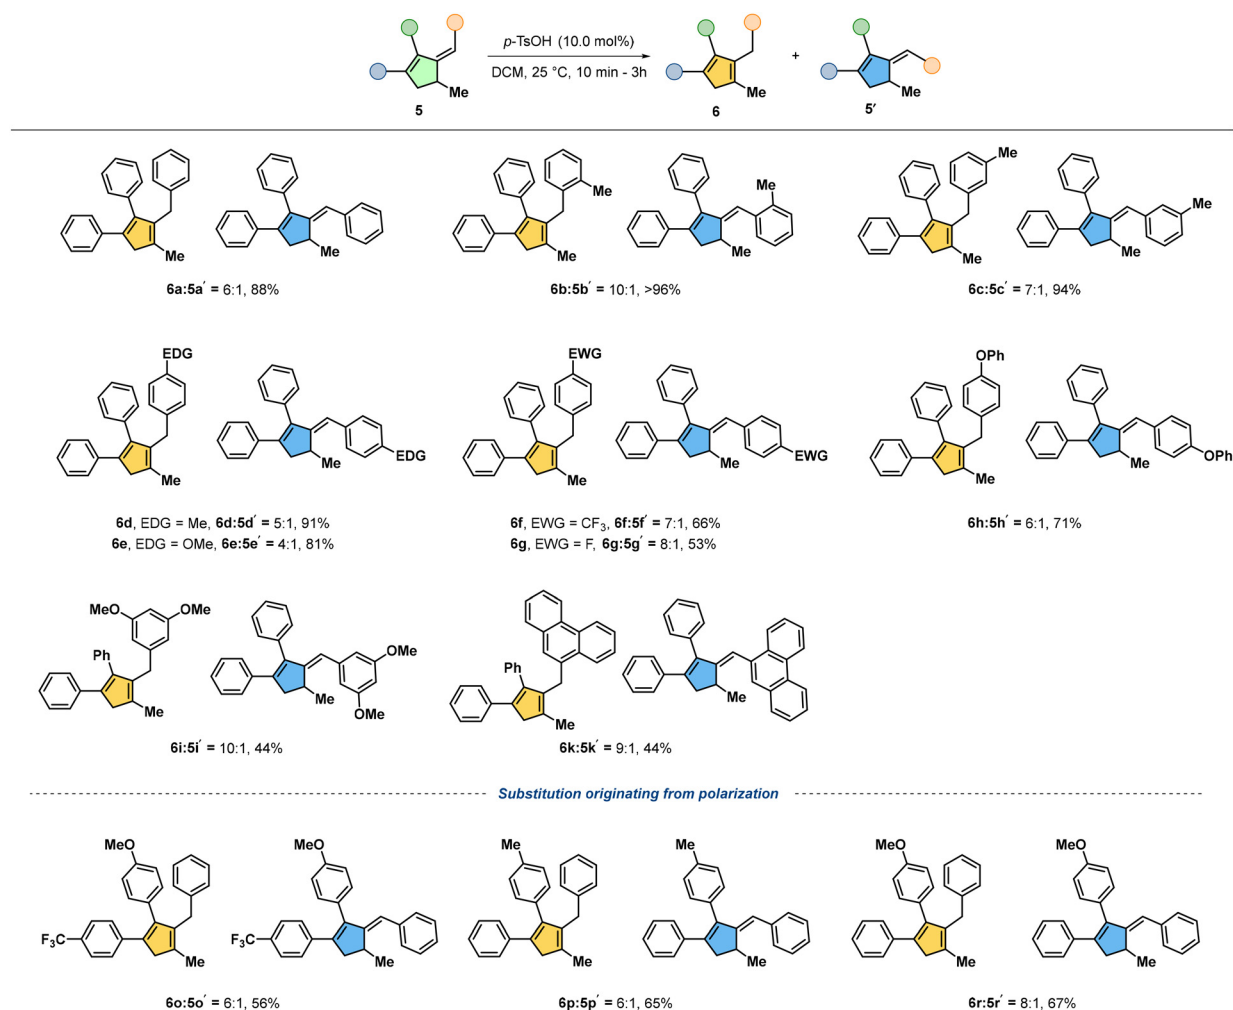 p-TsOH (10.0 mol%)
DCM, 25 °C, 10 min - 3h
Me
5
Me
6
+
Me
5′
Me
Me
6a:5a′ = 6:1, 88%
Me
Me
Me
Me
6b:5b′ = 10:1, >96%
Me
Me
Me
Me
6c:5c′ = 7:1, 94%
EDG
Me
Me
EDG
6d, EDG = Me, 6d:5d′ = 5:1, 91%
6e, EDG = OMe, 6e:5e′ = 4:1, 81%
EWG
Me
Me
EWG
6f, EWG = CF3, 6f:5f′ = 7:1, 66%
6g, EWG = F, 6g:5g′ = 8:1, 53%
OPh
Me
Me
OPh
6h:5h′ = 6:1, 71%
MeO
OMe
Ph
Me
OMe
Me
OMe
6i:5i′ = 10:1, 44%
Ph
Me
Me
6k:5k′ = 9:1, 44%
Substitution originating from polarization
MeO
F3C
Me
MeO
F3C
Me
6o:5o′ = 6:1, 56%
Me
Me
Me
Me
6p:5p′ = 6:1, 65%
MeO
Me
MeO
Me
6r:5r′ = 8:1, 67%